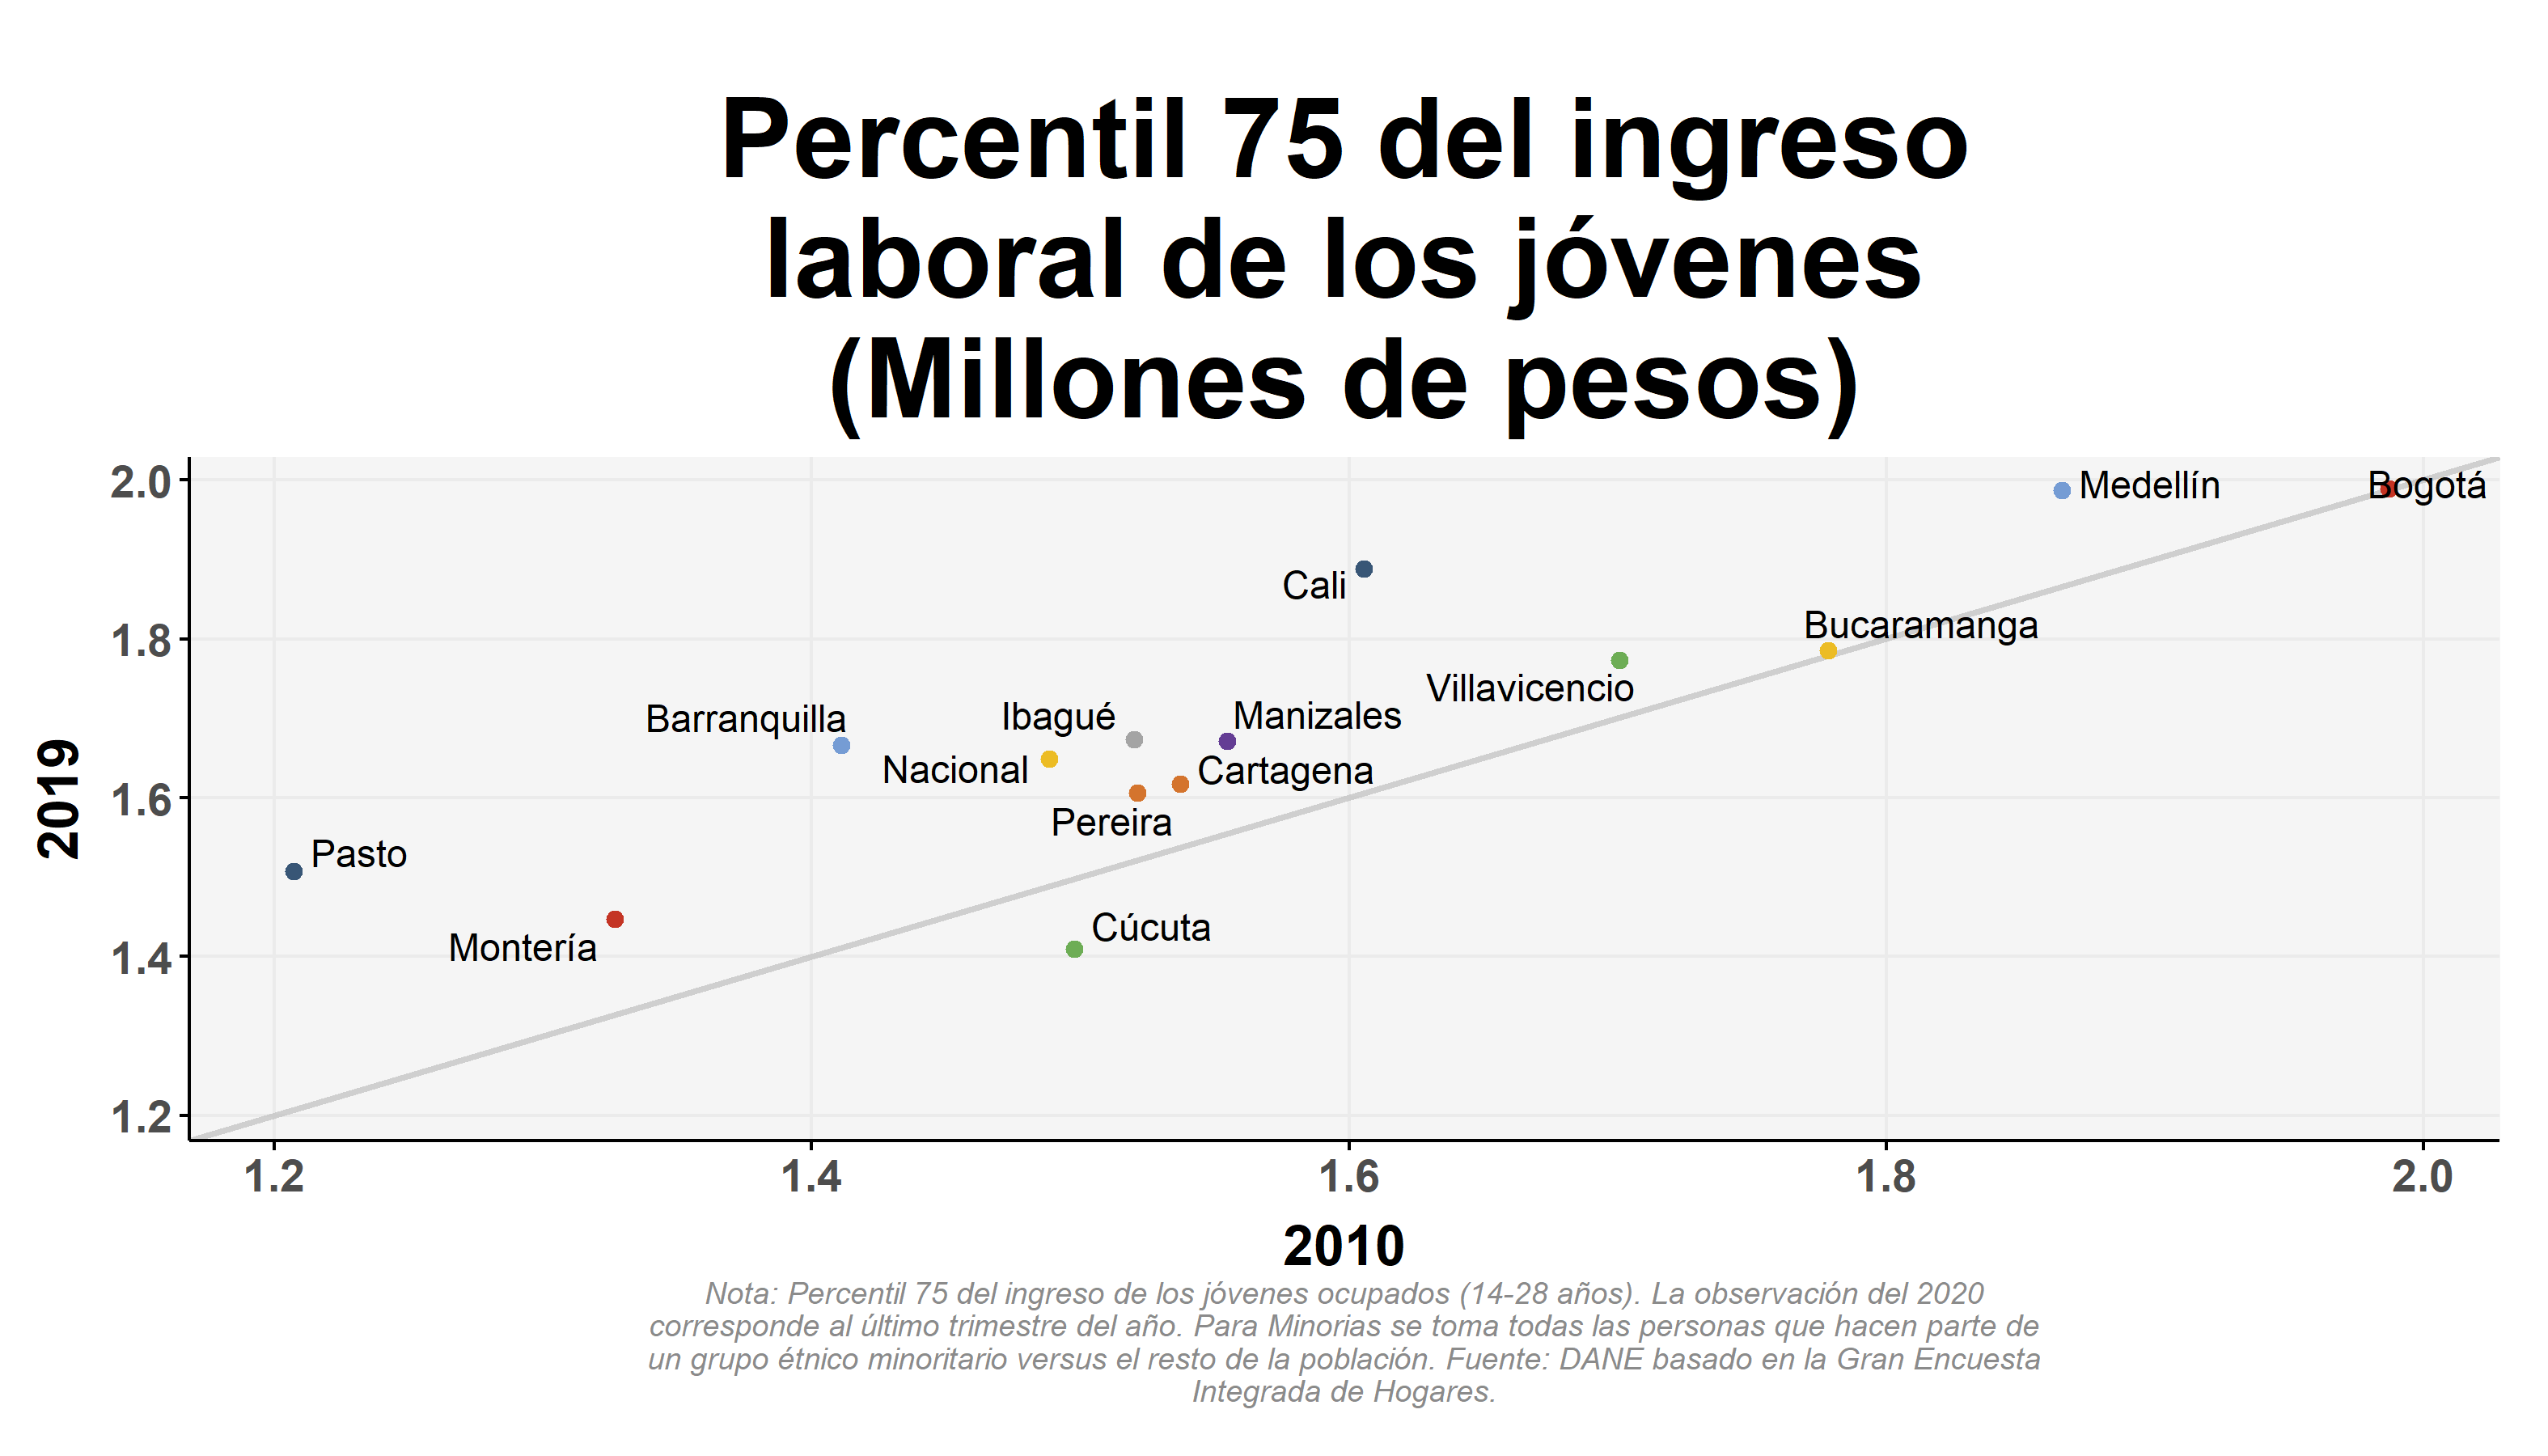 Percentil 75 del ingreso
laboral de los jóvenes
(Millones de pesos)
2.0
1.8
1.6
1.4
1.2
2019
Medellín
Bogotá
Cali
Bucaramanga
Villavicencio
Barranquilla
Ibagué
Manizales
Nacional
Cartagena
Pereira
Pasto
Cúcuta
Montería
1.2
1.4
1.6
1.8
2.0
2010
Nota: Percentil 75 del ingreso de los jóvenes ocupados (14-28 años). La observación del 2020
corresponde al último trimestre del año. Para Minorias se toma todas las personas que hacen parte de
un grupo étnico minoritario versus el resto de la población. Fuente: DANE basado en la Gran Encuesta
Integrada de Hogares.